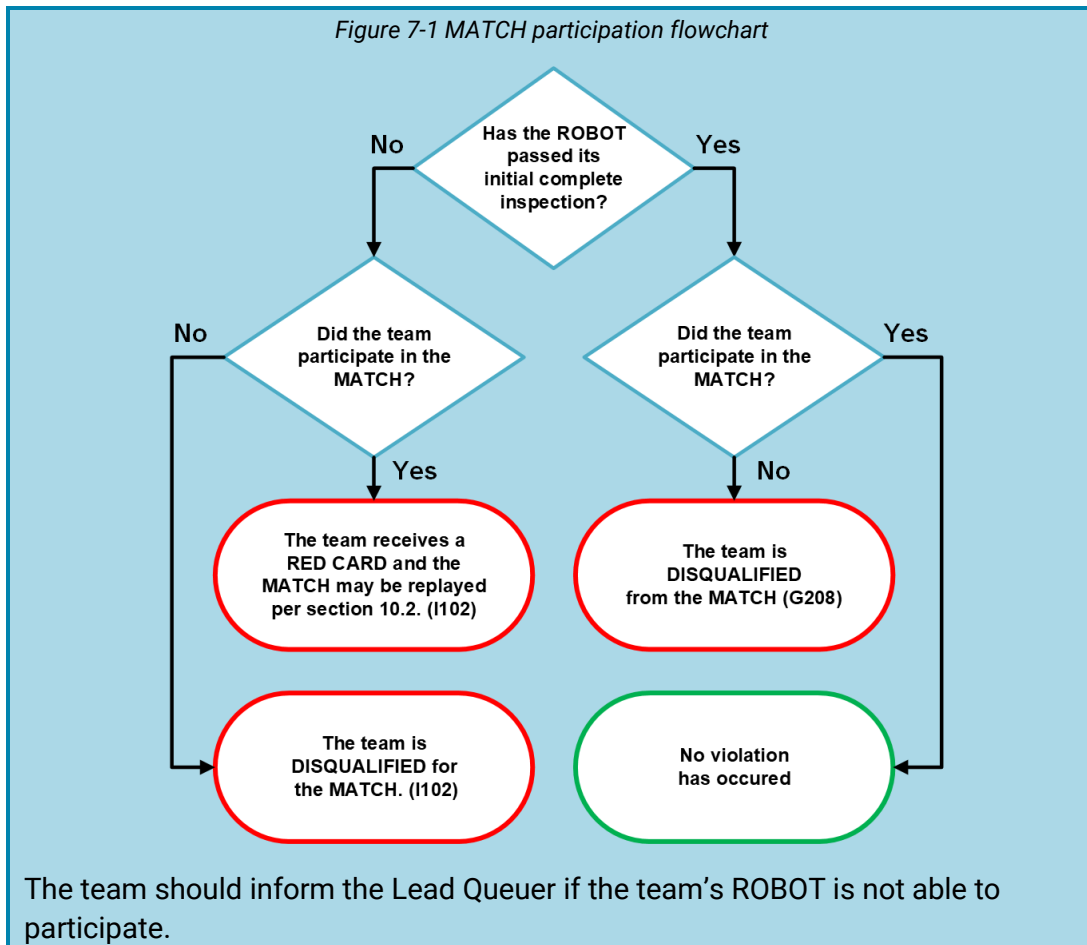 Figure 7-1 MATCH participation flowchart
No
Has the ROBOT
passed its
initial complete
inspection?
Yes
No
Did the team
participate in the
MATCH?
Did the team
participate in the
MATCH?
Yes
Yes
No
The team receives a
RED CARD and the
MATCH may be replayed
per section 10.2. (I102)
The team is
DISQUALIFIED
from the MATCH (G208)
The team is
DISQUALIFIED for
the MATCH. (I102)
No violation
has occured
The team should inform the Lead Queuer if the team's ROBOT is not able to
participate.